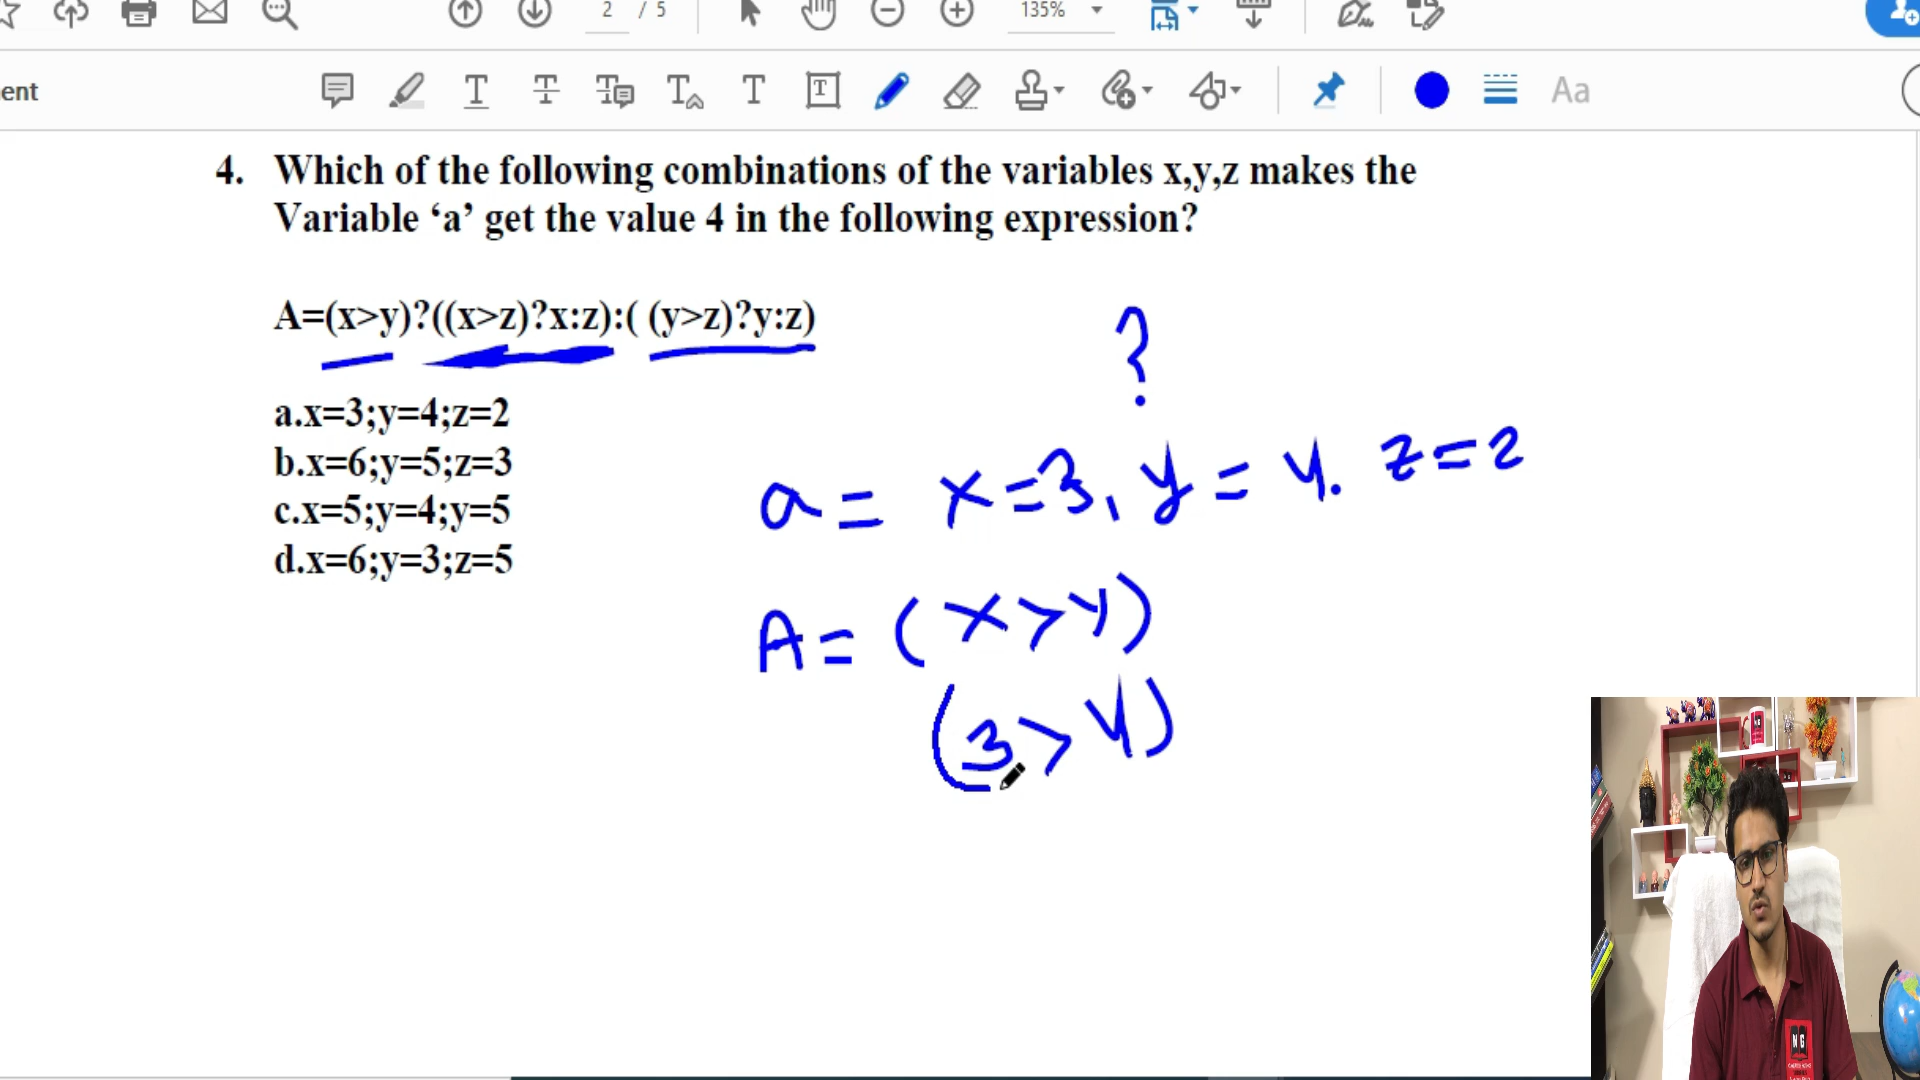 2 / 5
135%
ent
T T T T T T Aa
4. Which of the following combinations of the variables x,y,z makes the
Variable ‘a’ get the value 4 in the following expression?
A=(x>y)?((x>z)?x:z):( (y>z)?y:z)
?
a.x=3;y=4;z=2
b.x=6;y=5;z=3
c.x=5;y=4;y=5
d.x=6;y=3;z=5
a= x=3, y= 4. z=2
A= (x>y)
(3>4)
NG